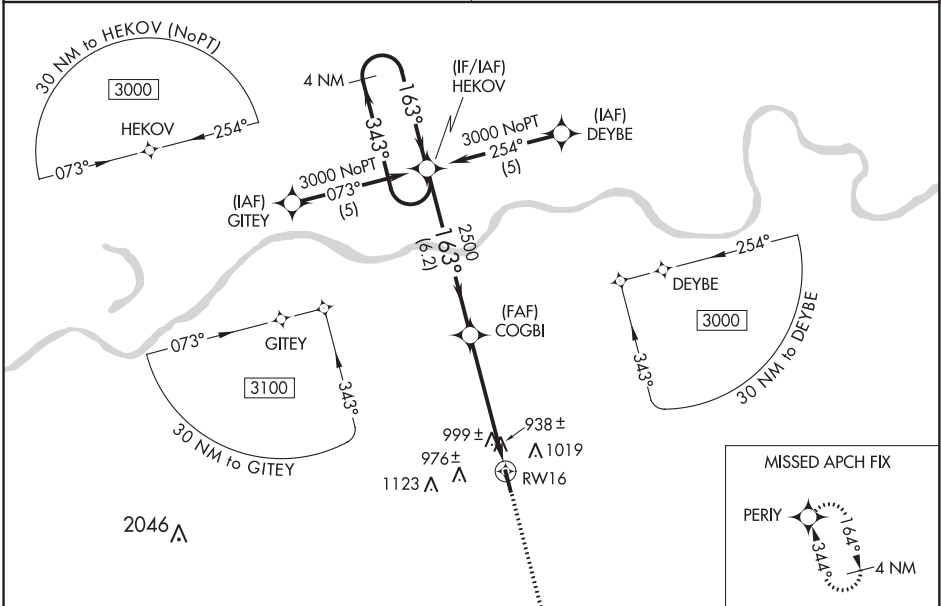 30 NM to HEKOV (NoPT)
3000
HEKOV
073°
254°
4 NM
343°
163°
(IF/IAF)
HEKOV
(IAF)
DEYBE
3000 NoPT
254°
(5)
3000 NoPT
073°
(5)
(IAF)
GITEY
2500
163°
(6.2)
(FAF)
COGBI
073°
GITEY
3100
343°
30 NM to GITEY
254°
DEYBE
3000
343°
30 NM to DEYBE
999 ±
938 ±
976 ±
1019
1123
RW16
2046
MISSED APCH FIX
PERIY
164°
344°
4 NM